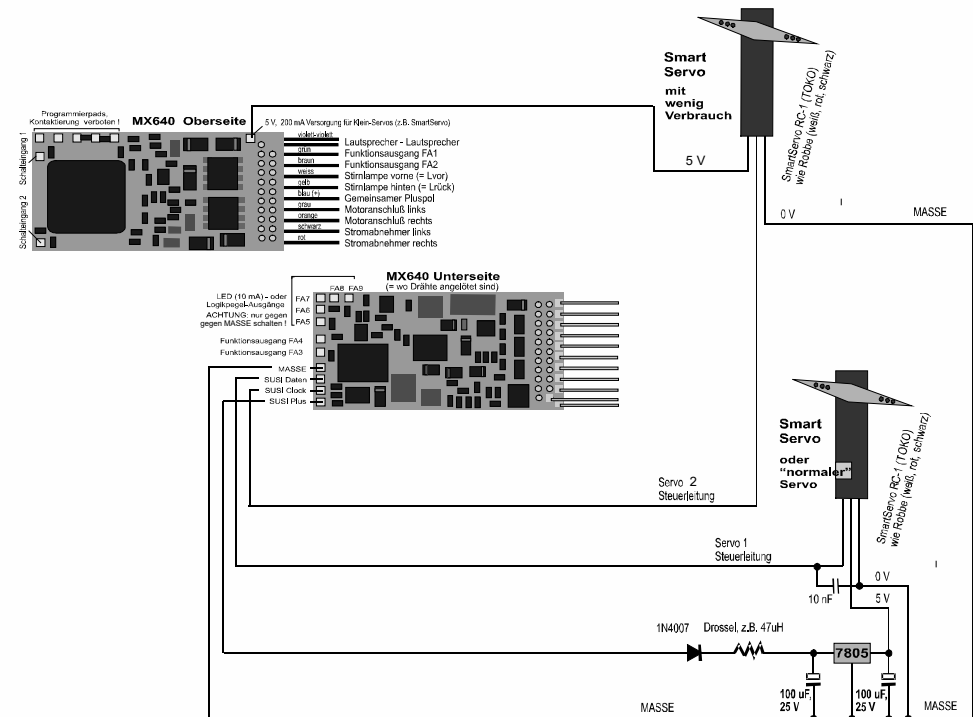 Smart
Servo
mit
wenig
Verbrauch
SmartServo RC-1 (TOKO)
wie Robbe (weiß, rot, schwarz)
5 V
0 V
MASSE
Programmierpads,
Kontaktierung verboten !
MX640 Oberseite
5 V, 200 mA Versorgung für Klein-Servos (z.B. SmartServo)
Schalteingang 1
Schalteingang 2
violett-violett
Lautsprecher - Lautsprecher
grün
Funktionsausgang FA1
braun
Funktionsausgang FA2
weiss
Stirnlampe vorne (= Lvor)
gelb
Stirnlampe hinten (= Lrück)
blau (+)
Gemeinsamer Pluspol
grau
Motoranschluß links
orange
Motoranschluß rechts
schwarz
Stromabnehmer links
rot
Stromabnehmer rechts
MX640 Unterseite
(= wo Drähte angelötet sind)
FA8 FA9
LED (10 mA) - oder
Logikpegel-Ausgänge
ACHTUNG: nur gegen
gegen MASSE schalten !
FA7
FA6
FA5
Funktionsausgang FA4
Funktionsausgang FA3
MASSE
SUSI Daten
SUSI Clock
SUSI Plus
Smart
Servo
oder
"normaler"
Servo
SmartServo RC-1 (TOKO)
wie Robbe (weiß, rot, schwarz)
Servo 2
Steuerleitung
Servo 1
Steuerleitung
0 V
10 nF
5 V
1N4007
Drossel, z.B. 47uH
7805
100 uF,
25 V
100 uF,
25 V
MASSE
MASSE